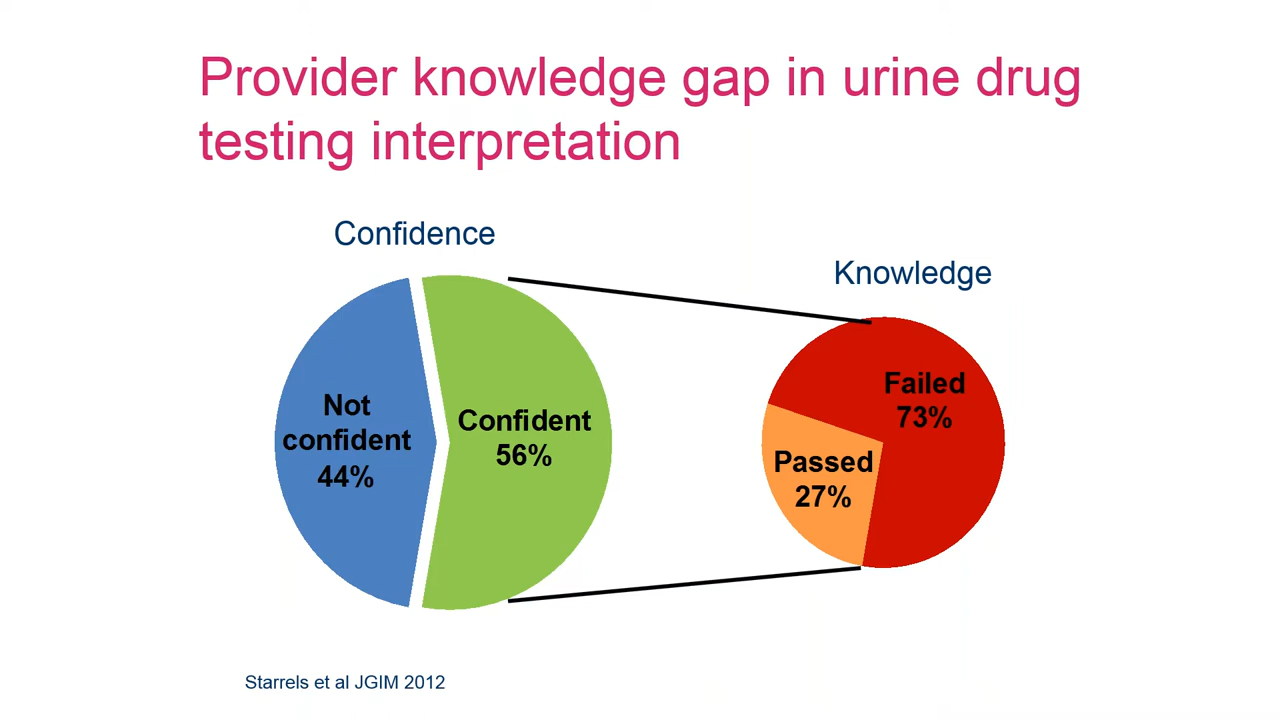 Provider knowledge gap in urine drug
testing interpretation
Confidence
Knowledge
Not
confident
44%
Confident
56%
Failed
73%
Passed
27%
Starrels et al JGIM 2012